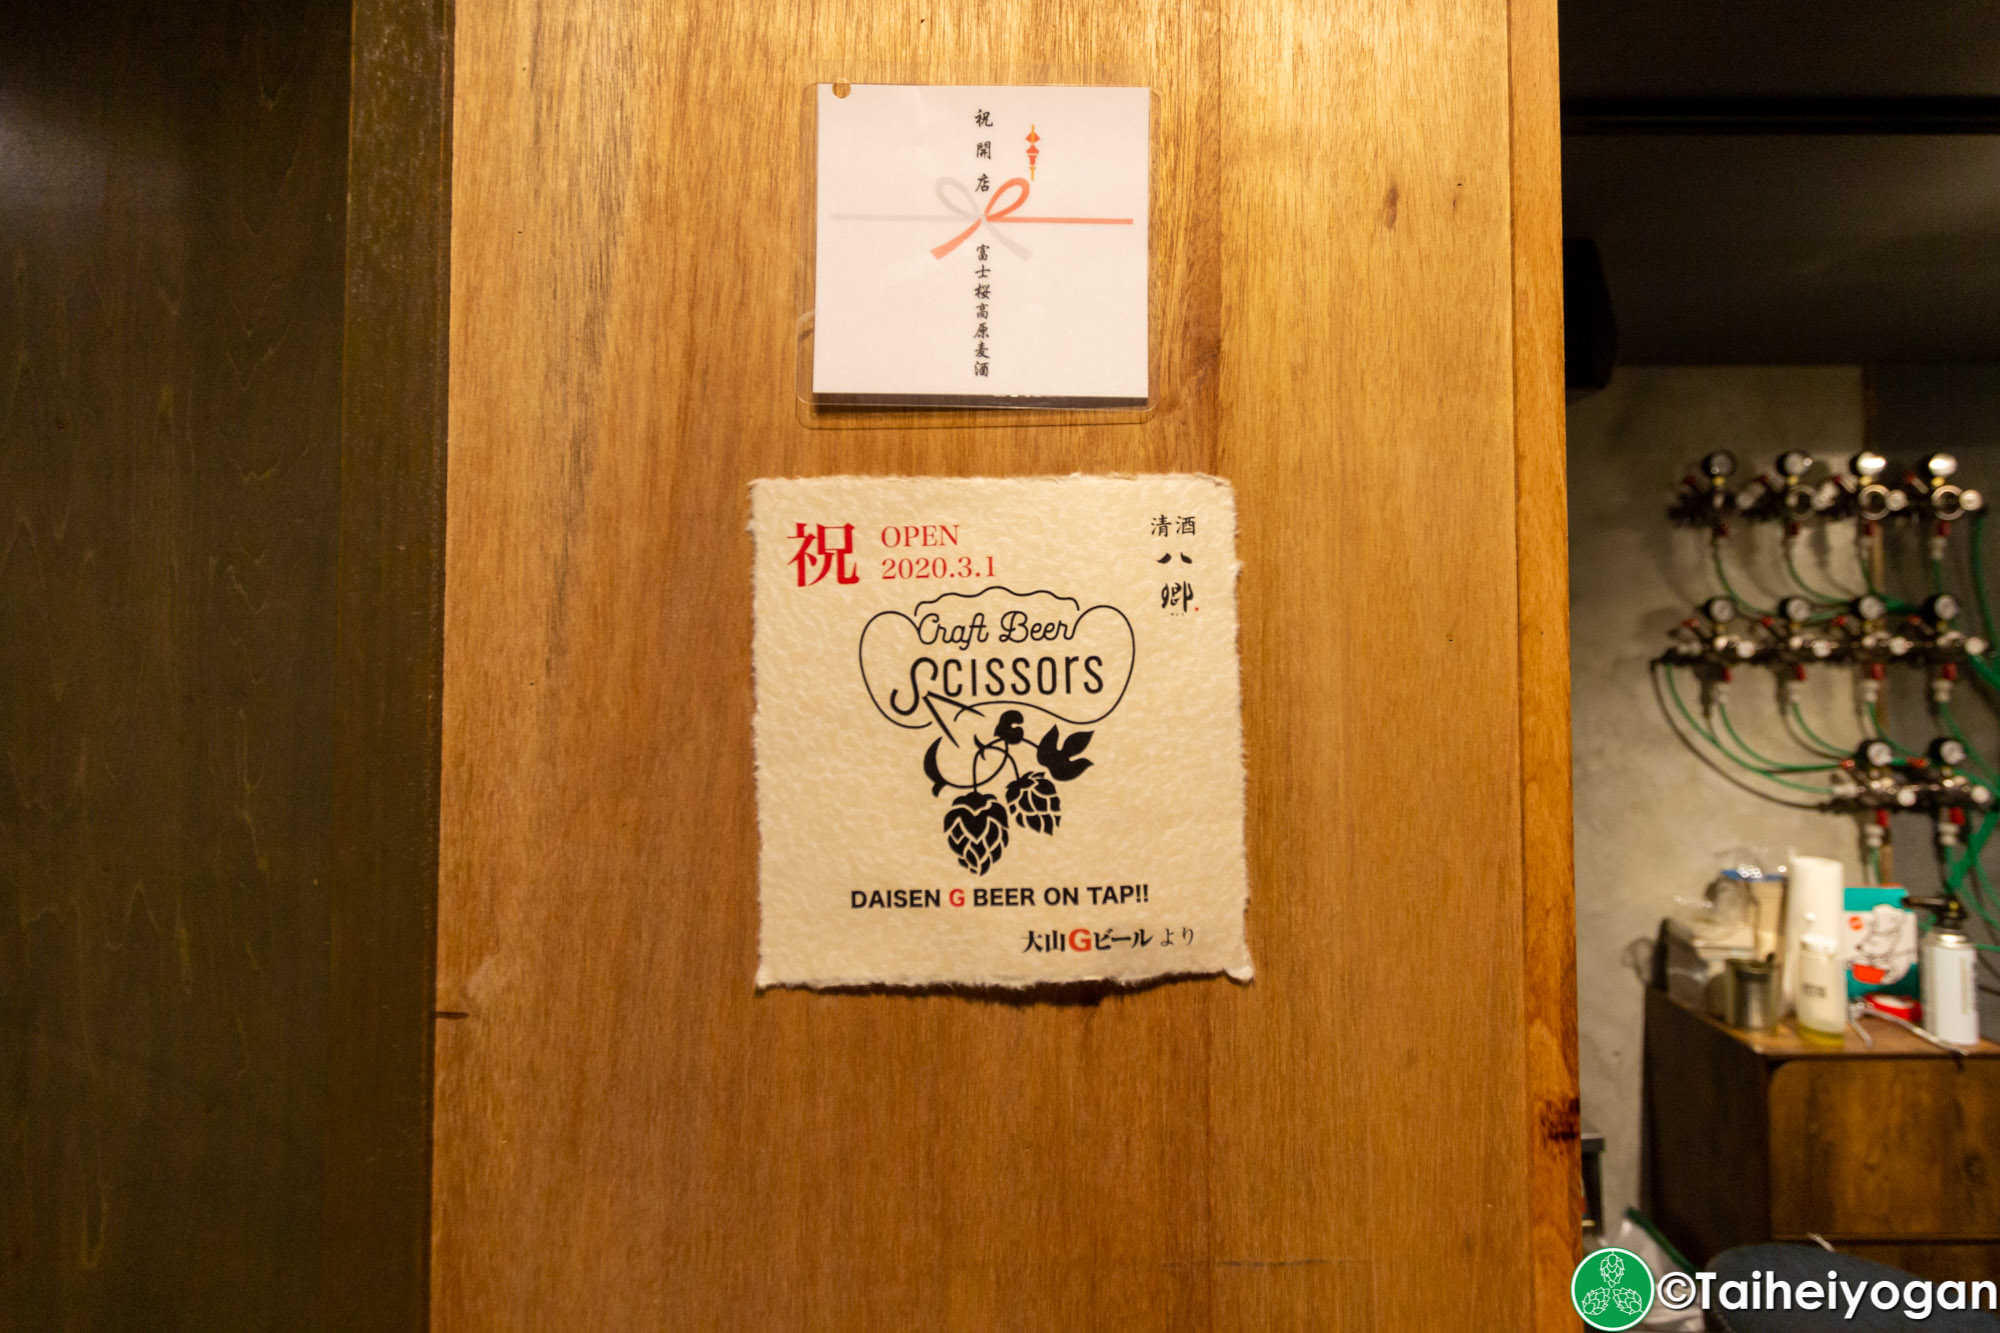 祝開店
富士桜高原麦酒
祝
OPEN
2020.3.1
清酒
八郷
Craft Beer
SCISSORS
DAISEN G BEER ON TAP!!
大山Gビール より
©Taiheiyogan